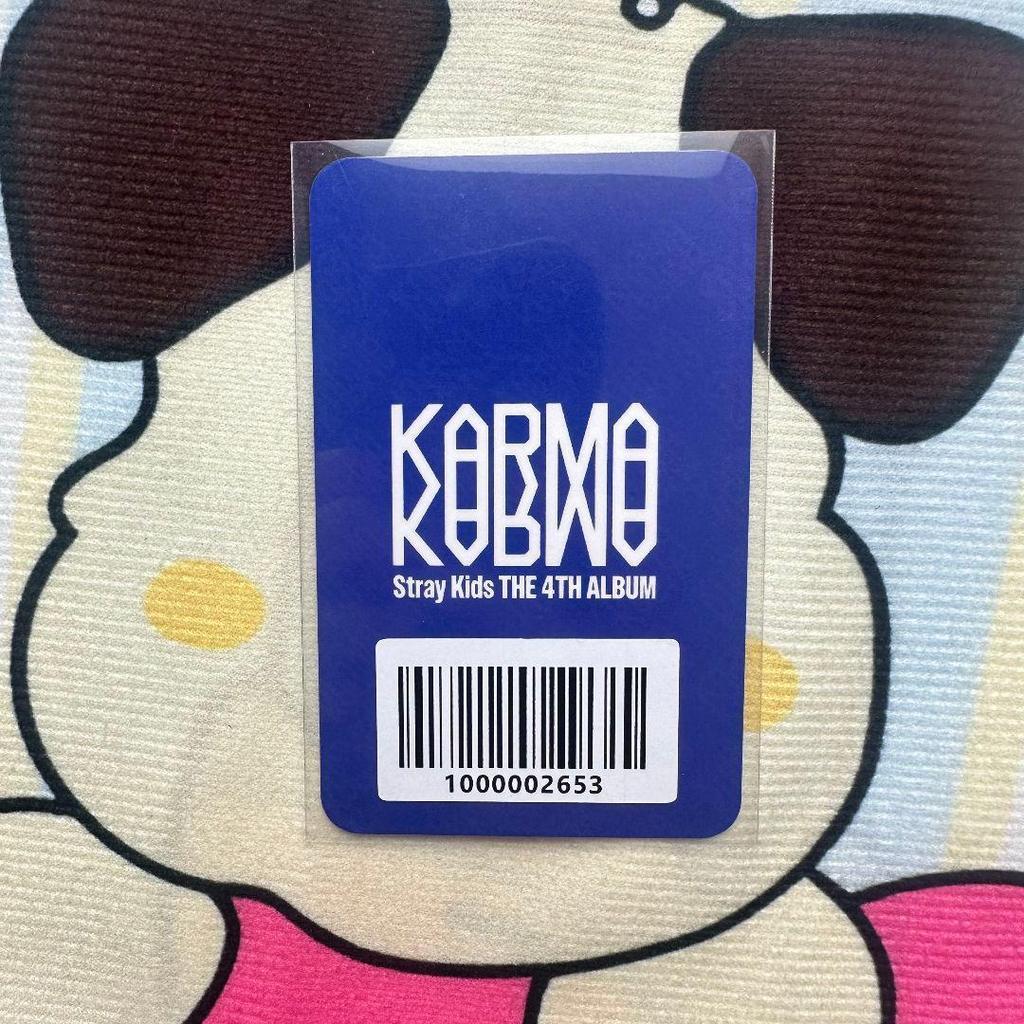 KARMA
Stray Kids THE 4TH ALBUM
1000002653